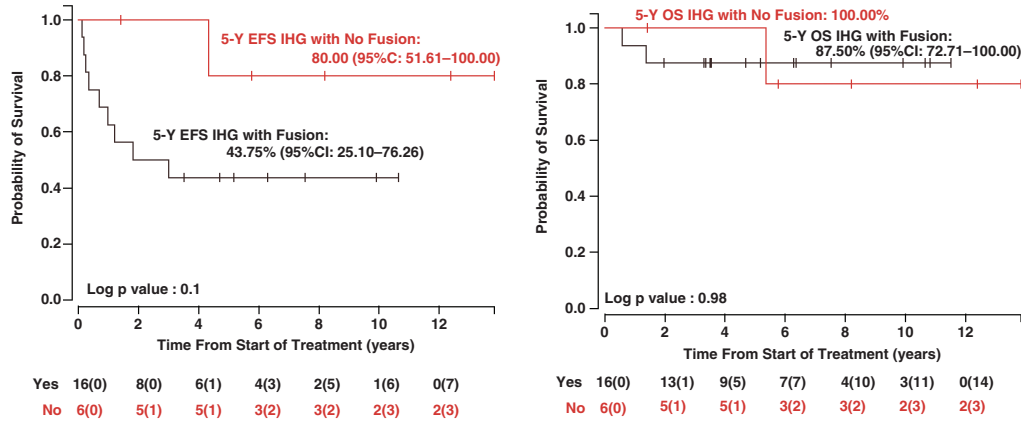 1.0
0.8
0.6
0.4
0.2
0.0
Probability of Survival
5-Y EFS IHG with No Fusion:
80.00 (95%C: 51.61–100.00)
5-Y EFS IHG with Fusion:
43.75% (95%CI: 25.10–76.26)
Log p value : 0.1
0 2 4 6 8 10 12
Time From Start of Treatment (years)
Yes 16(0) 8(0) 6(1) 4(3) 2(5) 1(6) 0(7)
No 6(0) 5(1) 5(1) 3(2) 3(2) 2(3) 2(3)
1.0
0.8
0.6
0.4
0.2
0.0
Probability of Survival
5-Y OS IHG with No Fusion: 100.00%
5-Y OS IHG with Fusion:
87.50% (95%CI: 72.71–100.00)
Log p value : 0.98
0 2 4 6 8 10 12
Time From Start of Treatment (years)
Yes 16(0) 13(1) 9(5) 7(7) 4(10) 3(11) 0(14)
No 6(0) 5(1) 5(1) 3(2) 3(2) 2(3) 2(3)